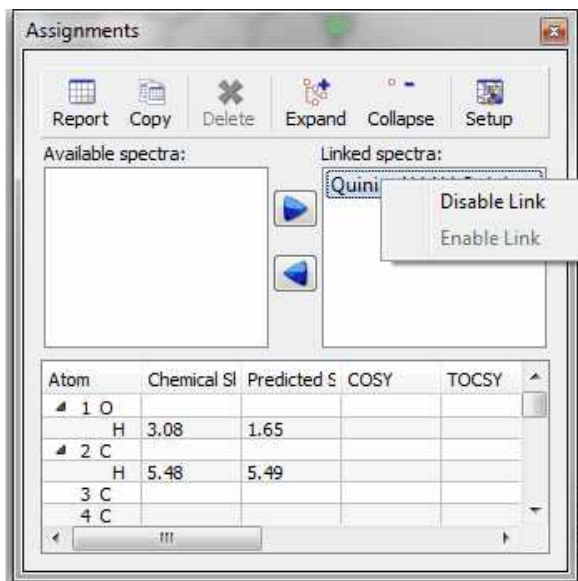 Assignments
Report Copy Delete Expand Collapse Setup
Available spectra: Linked spectra:
Disable Link
Enable Link
Atom Chemical Sl Predicted S COSY TOCSY
1 O
H 3.08 1.65
2 C
H 5.48 5.49
3 C
4 C